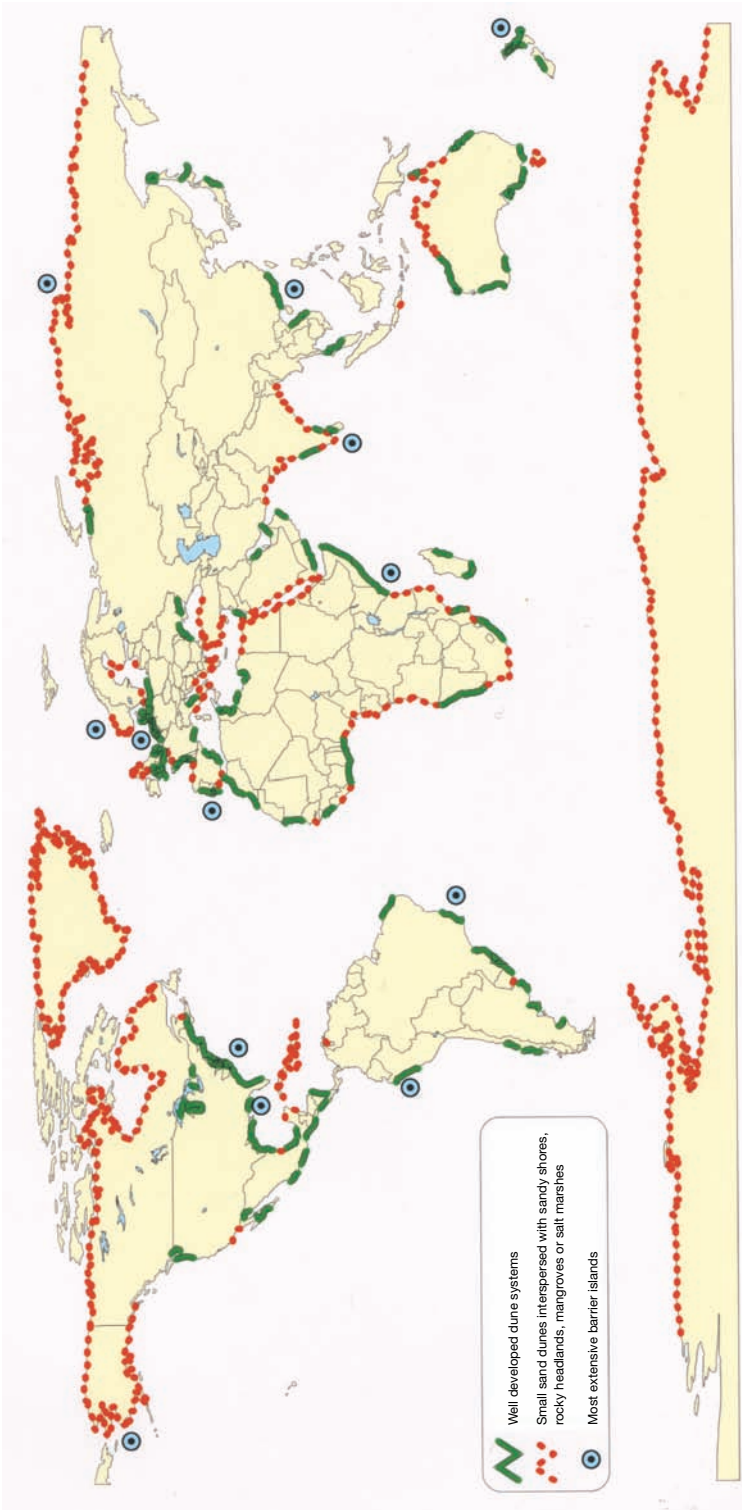 Well developed dune systems
Small sand dunes interspersed with sandy shores,
rocky headlands, mangroves or salt marshes
Most extensive barrier islands